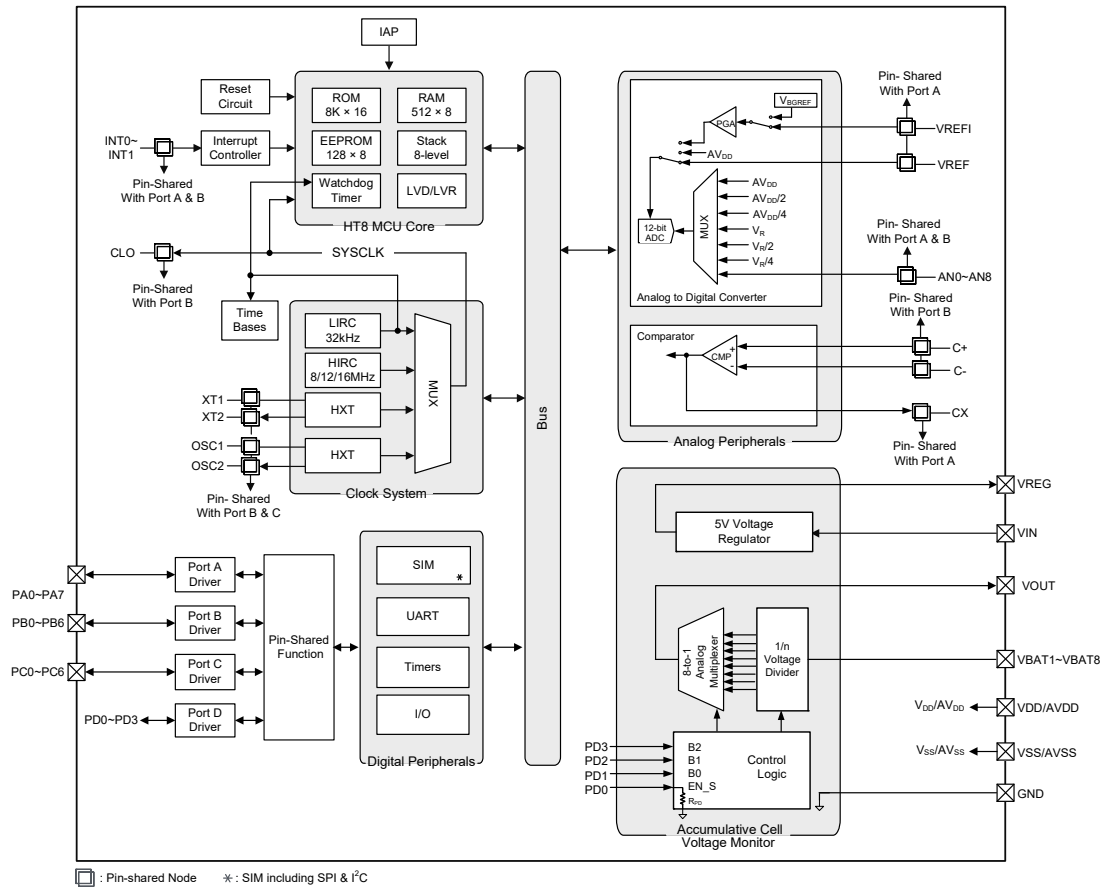 IAP
Reset
Circuit
ROM
8K × 16
RAM
512 × 8
INT0~
INT1
Interrupt
Controller
EEPROM
128 × 8
Stack
8-level
Pin-Shared
With Port A & B
Watchdog
Timer
LVD/LVR
HT8 MCU Core
CLO
SYSCLK
Pin-Shared
With Port B
Time
Bases
LIRC
32kHz
HIRC
8/12/16MHz
MUX
XT1
XT2
HXT
OSC1
OSC2
HXT
Clock System
Pin- Shared
With Port B & C
Bus
Pin- Shared
With Port A
VBGREF
PGA
VREFI
AVDD
VREF
AVDD
AVDD/2
AVDD/4
VR
VR/2
VR/4
MUX
12-bit
ADC
Pin- Shared
With Port A & B
AN0~AN8
Analog to Digital Converter
Pin- Shared
With Port B
Comparator
CMP
+
-
C+
C-
CX
Analog Peripherals
Pin- Shared
With Port A
PA0~PA7
Port A
Driver
PB0~PB6
Port B
Driver
PC0~PC6
Port C
Driver
PD0~PD3
Port D
Driver
Pin-Shared
Function
SIM
*
UART
Timers
I/O
Digital Peripherals
VREG
5V Voltage
Regulator
VIN
VOUT
8-to-1
Analog
Multiplexer
1/n
Voltage
Divider
VBAT1~VBAT8
VDD/AVDD
VDD/AVDD
VSS/AVSS
VSS/AVSS
GND
PD3
PD2
PD1
PD0
B2
B1
B0
EN_S
RPD
Control
Logic
Accumulative Cell
Voltage Monitor
: Pin-shared Node
* : SIM including SPI & I²C